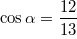 cos α = 12/13